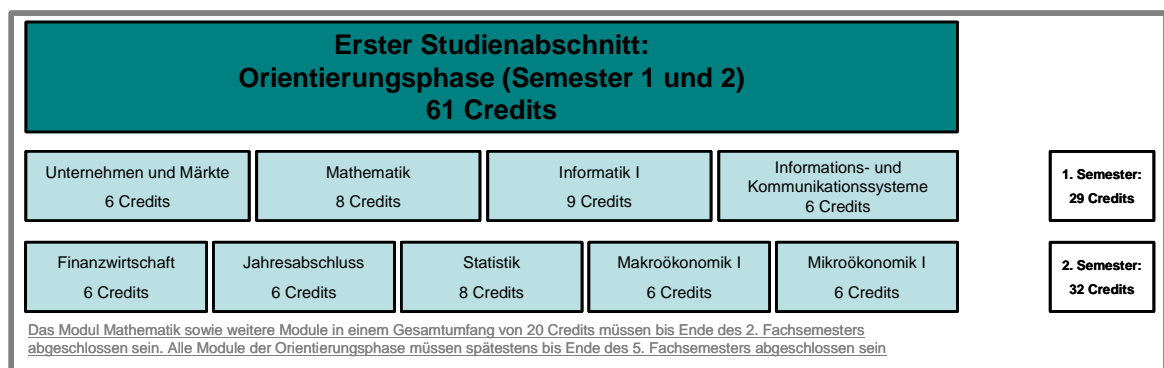 Erster Studienabschnitt:
Orientierungsphase (Semester 1 und 2)
61 Credits
Unternehmen und Märkte
6 Credits
Mathematik
8 Credits
Informatik I
9 Credits
Informations- und
Kommunikationssysteme
6 Credits
1. Semester:
29 Credits
Finanzwirtschaft
6 Credits
Jahresabschluss
6 Credits
Statistik
8 Credits
Makroökonomik I
6 Credits
Mikroökonomik I
6 Credits
2. Semester:
32 Credits
Das Modul Mathematik sowie weitere Module in einem Gesamtumfang von 20 Credits müssen bis Ende des 2. Fachsemesters
abgeschlossen sein. Alle Module der Orientierungsphase müssen spätestens bis Ende des 5. Fachsemesters abgeschlossen sein